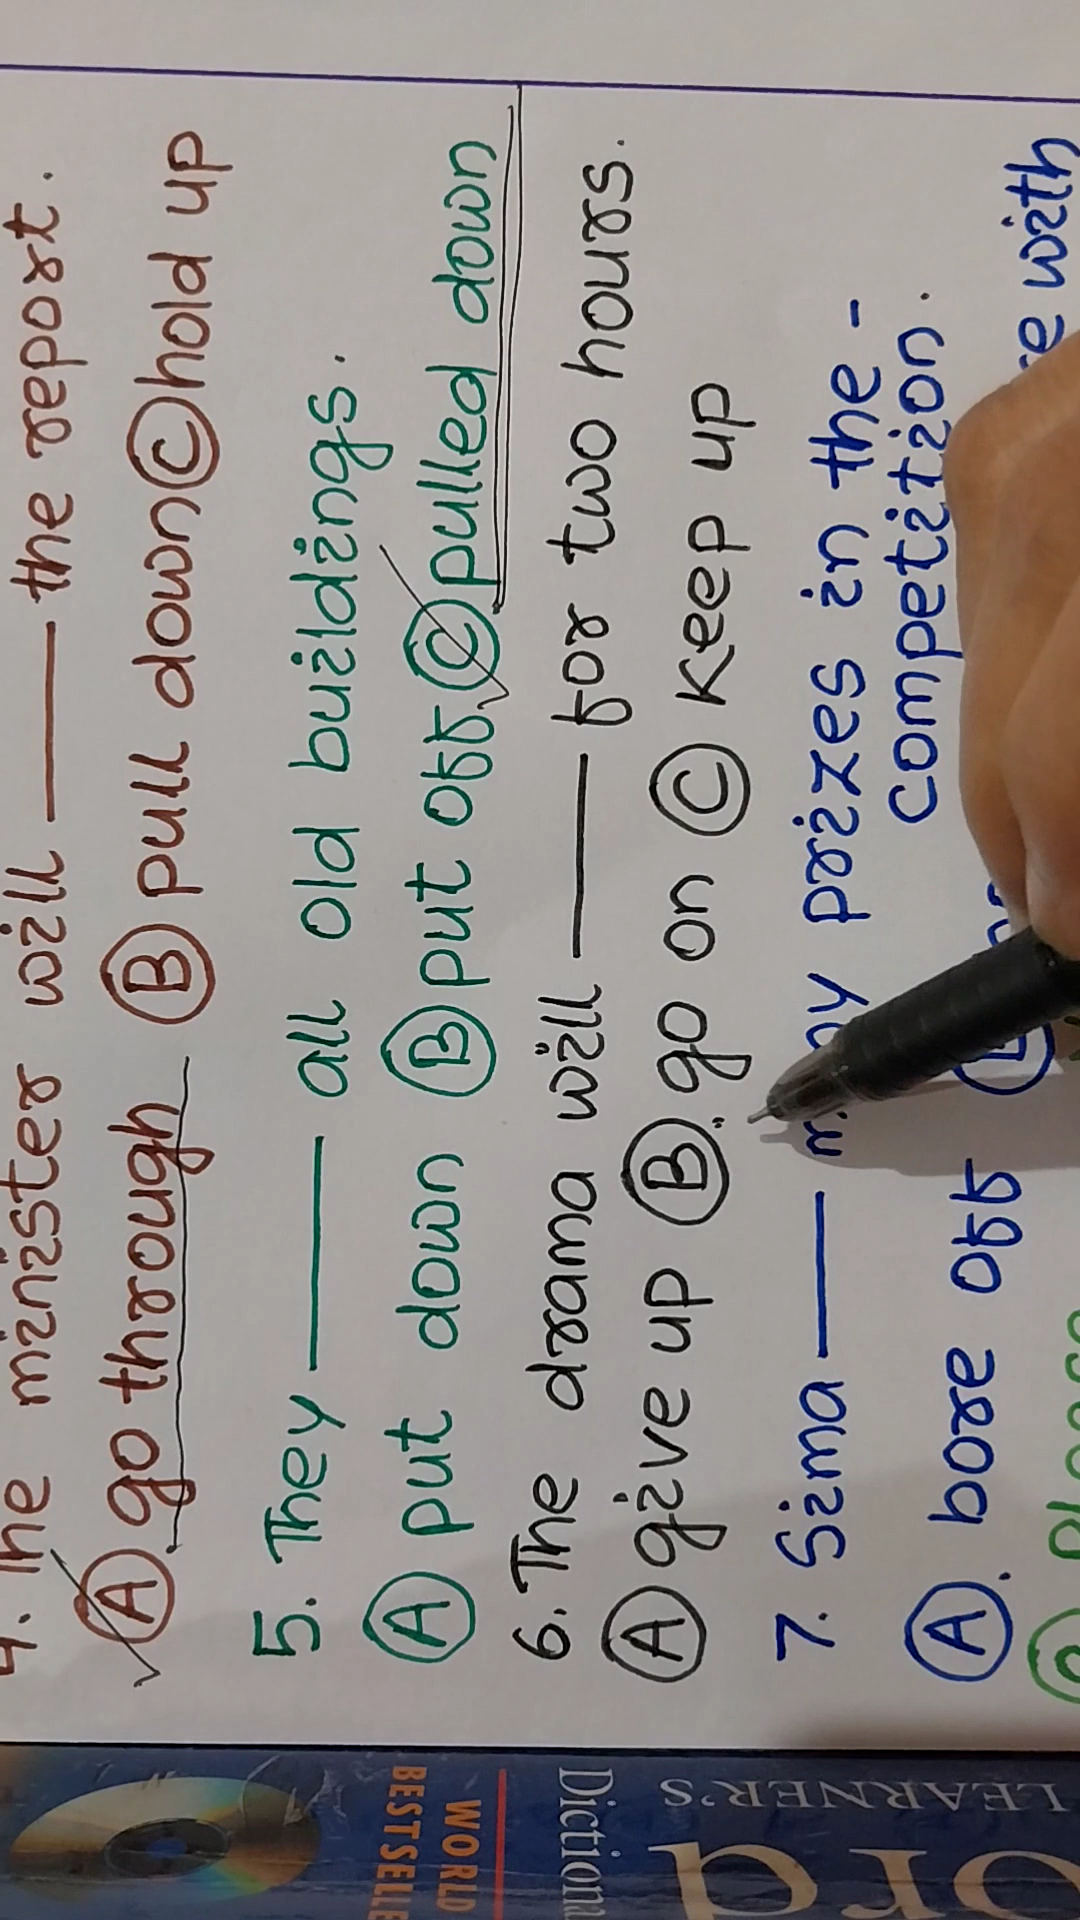 4. The minister will —— the report.
Ⓐ go through Ⓑ pull down Ⓒ hold up
5. They —— all old buildings.
Ⓐ put down Ⓑ put off Ⓒ pulled down
6. The drama will —— for two hours.
Ⓐ give up Ⓑ go on Ⓒ keep up
7. Sima —— prizes in the -
competition.
Ⓐ bore off with
WORLD
BESTSELLE
Dictiona
LEARNER'S